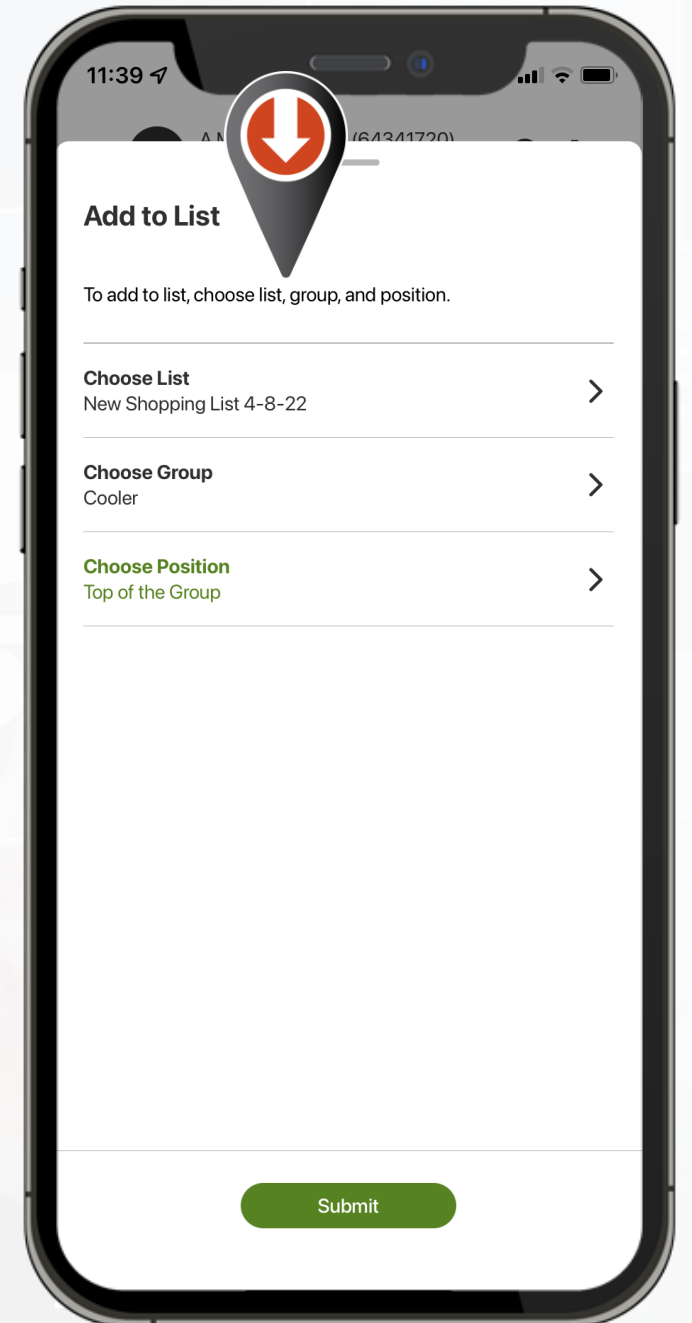 11:39
(64341720)
Add to List
To add to list, choose list, group, and position.
Choose List
New Shopping List 4-8-22
Choose Group
Cooler
Choose Position
Top of the Group
Submit